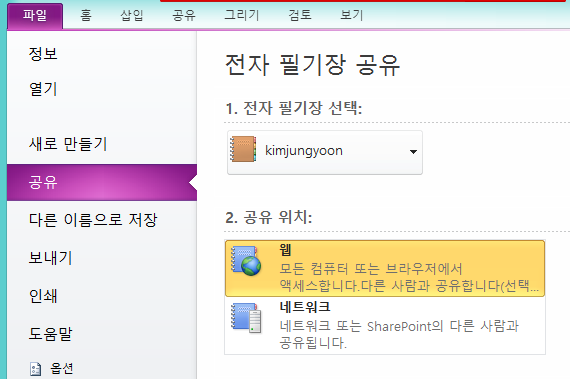 파일 홈 삽입 공유 그리기 검토 보기
정보
열기
새로 만들기
공유
다른 이름으로 저장
보내기
인쇄
도움말
옵션
전자 필기장 공유
1. 전자 필기장 선택:
kimjungyoon
2. 공유 위치:
웹
모든 컴퓨터 또는 브라우저에서
액세스합니다.다른 사람과 공유합니다(선택...
네트워크
네트워크 또는 SharePoint의 다른 사람과
공유됩니다.